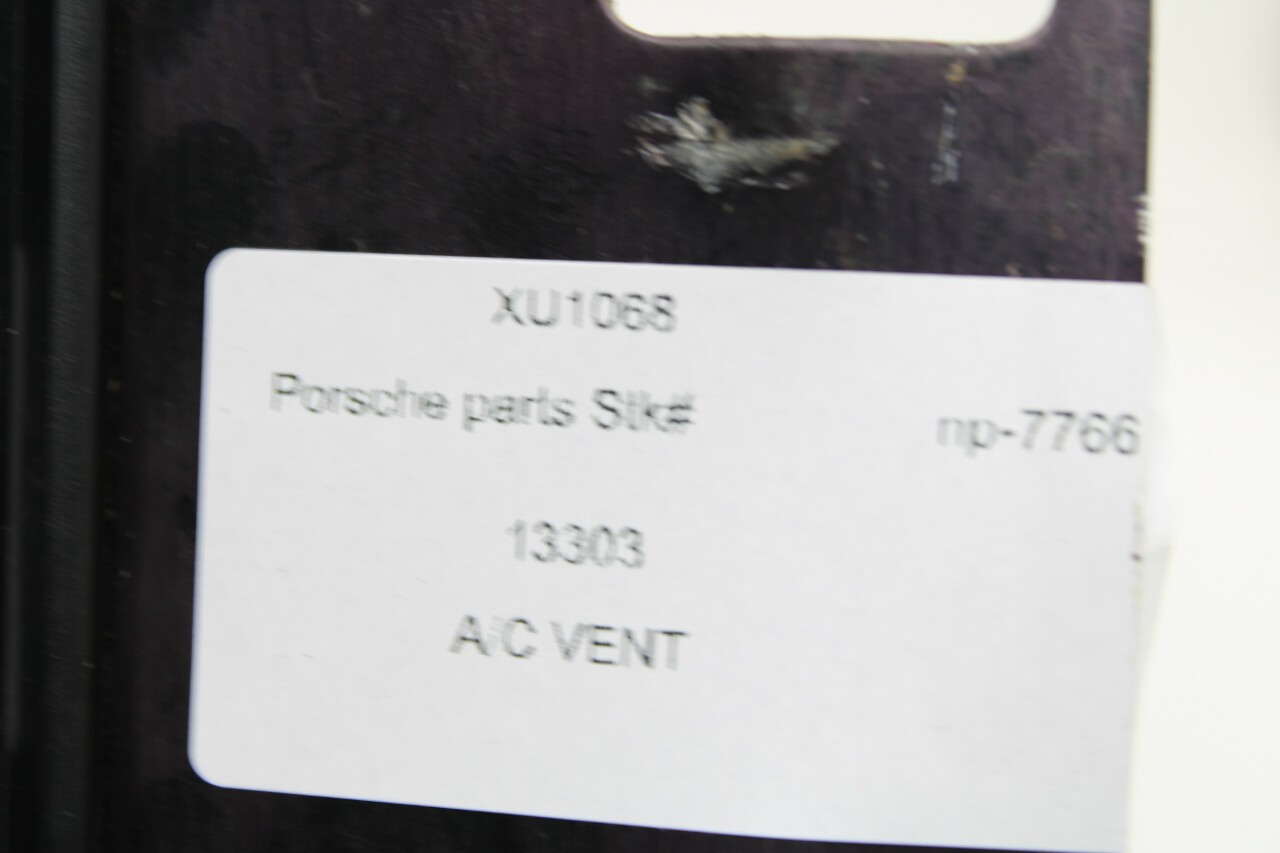 XU1068
Porsche parts Stk# np-7766
13303
A/C VENT